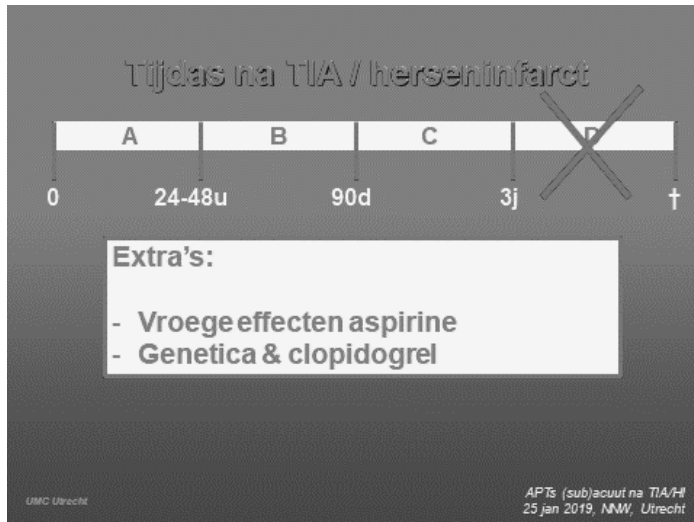 Tijdas na TIA / herseninfarct
A B C D
0 24-48u 90d 3j †
Extra's:
- Vroege effecten aspirine
- Genetica & clopidogrel
UMC Utrecht
APTs (sub)acuut na TIA/HI
25 jan 2019, NNW, Utrecht